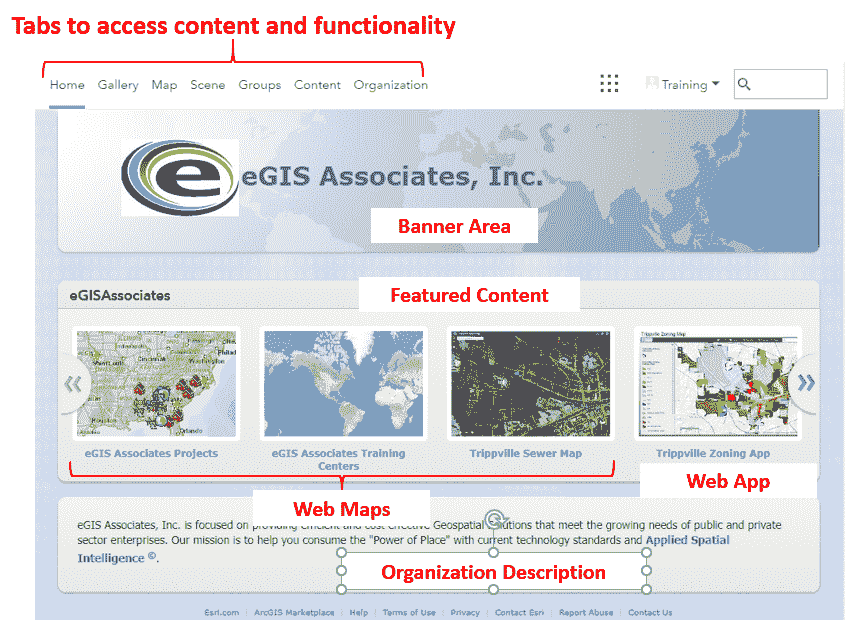 Tabs to access content and functionality
Home Gallery Map Scene Groups Content Organization Training
e eGIS Associates, Inc.
Banner Area
eGISAssociates
Featured Content
Trippville Zoning Map
Cincinnati
Washington
Philad
Orlando
eGIS Associates Projects
eGIS Associates Training Centers
Trippville Sewer Map
Trippville Zoning App
Web App
Web Maps
eGIS Associates, Inc. is focused on providing efficient and cost effective Geospatial solutions that meet the growing needs of public and private
sector enterprises. Our mission is to help you consume the "Power of Place" with current technology standards and Applied Spatial
Intelligence ©.
Organization Description
Esri.com | ArcGIS Marketplace | Help | Terms of Use | Privacy | Contact Esri | Report Abuse | Contact Us